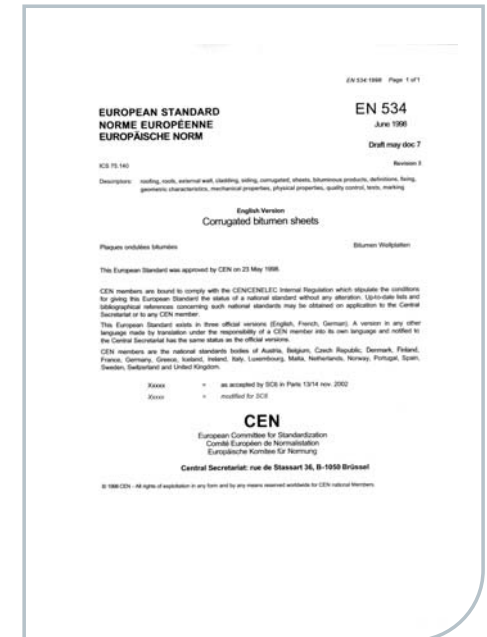 EN 534:1998 Page 1 of 1
EUROPEAN STANDARD
NORME EUROPÉENNE
EUROPÄISCHE NORM
EN 534
June 1998
Draft may doc 7
ICS 75.140
Revision 2
Descriptors: roofing, roofs, external wall, cladding, siding, corrugated, sheets, bituminous products, definitions, fixing,
geometric characteristics, mechanical properties, physical properties, quality control, tests, marking
English Version
Corrugated bitumen sheets
Plaques ondulées bitumées
Bitumen Wellplatten
This European Standard was approved by CEN on 23 May 1998.
CEN members are bound to comply with the CEN/CENELEC Internal Regulation which stipulate the conditions
for giving this European Standard the status of a national standard without any alteration. Up-to-date lists and
bibliographical references concerning such national standards may be obtained on application to the Central
Secretariat or to any CEN member.
This European Standard exists in three official versions (English, French, German). A version in any other
language made by translation under the responsibility of a CEN member into its own language and notified to
the Central Secretariat has the same status as the official versions.
CEN members are the national standards bodies of Austria, Belgium, Czech Republic, Denmark, Finland,
France, Germany, Greece, Iceland, Ireland, Italy, Luxembourg, Malta, Netherlands, Norway, Portugal, Spain,
Sweden, Switzerland and United Kingdom.
Xxxxx = as accepted by SC6 in Paris 13/14 nov. 2002
Xxxxx = modified for SC6
CEN
European Committee for Standardization
Comité Européen de Normalistation
Europäische Komitee für Normung
Central Secretariat: rue de Stassart 36, B-1050 Brüssel
© 1998 CEN - All rights of exploitation in any form and by any means reserved worldwide for CEN national Members.